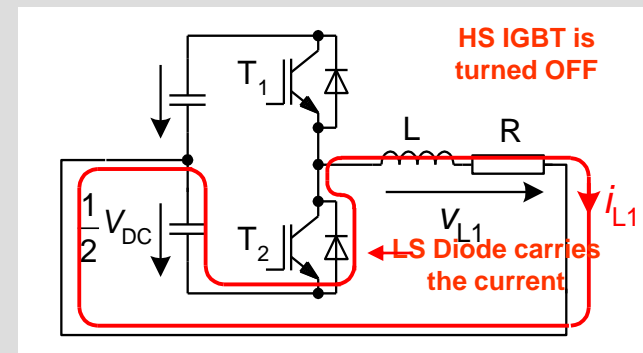 HS IGBT is
turned OFF
T1
L
R
1/2 VDC
vL1
iL1
T2
LS Diode carries
the current